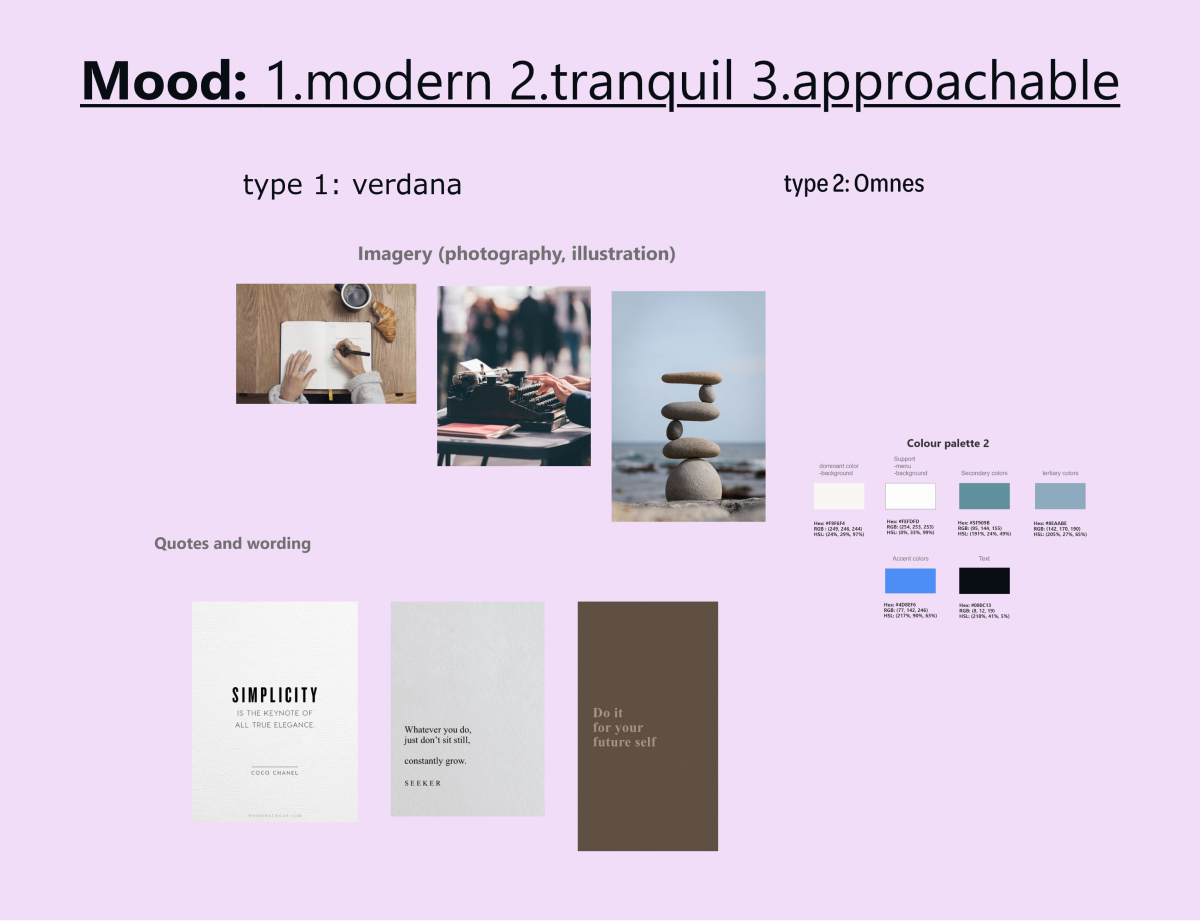 Mood: 1.modern 2.tranquil 3.approachable
type 1: verdana
type 2: Omnes
Imagery (photography, illustration)
Colour palette 2
dominant color
-background
Support
-menu
-background
Secondary colors
tertiary colors
Hex: #F9F6F4
RGB : (249, 246, 244)
HSL: (24%, 29%, 97%)
Hex: #FEFDFD
RGB: (254, 253, 253)
HSL: (0%, 33%, 99%)
Hex: #5F909B
RGB: (95, 144, 155)
HSL: (191%, 24%, 49%)
Hex: #8EAABE
RGB: (142, 170, 190)
HSL: (205%, 27%, 65%)
Accent colors
Text
Hex: #4D8EF6
RGB: (77, 142, 246)
HSL: (217%, 90%, 63%)
Hex: #080C13
RGB: (8, 12, 19)
HSL: (218%, 41%, 5%)
Quotes and wording
SIMPLICITY
IS THE KEYNOTE OF
ALL TRUE ELEGANCE.
COCO CHANEL
Whatever you do,
just don't sit still,
constantly grow.
SEEKER
Do it
for your
future self